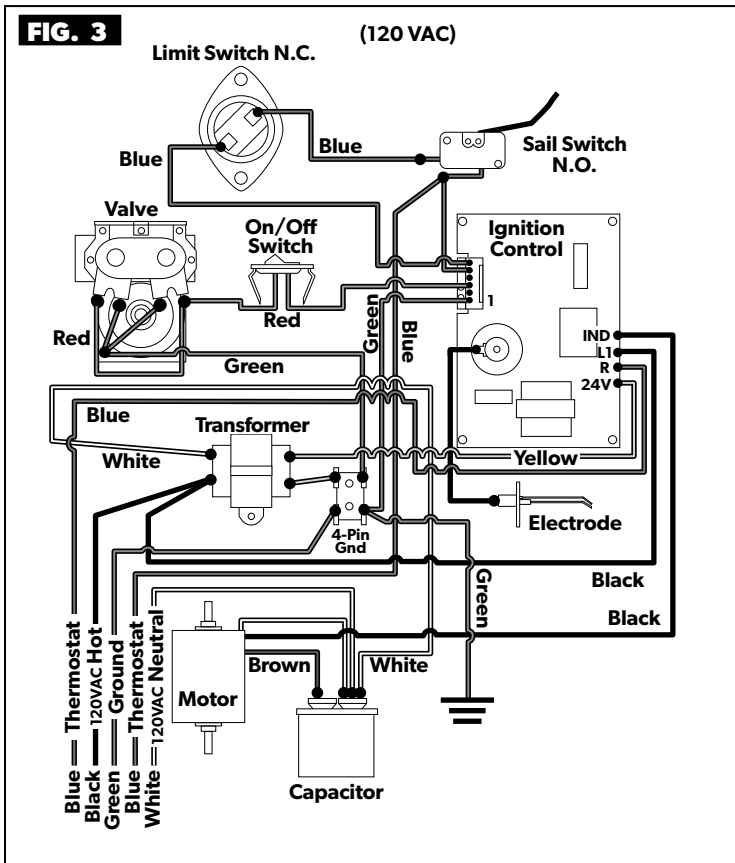 FIG. 3
(120 VAC)
Limit Switch N.C.
Blue
Blue
Sail Switch
N.O.
Valve
On/Off
Switch
Ignition
Control
1
Red
Red
Green
Blue
Green
IND
L1
R
24V
Blue
Transformer
White
Yellow
4-Pin
Gnd
Electrode
Green
Black
Black
Brown
White
Motor
Capacitor
Blue Thermostat
Black 120VAC Hot
Green Ground
Blue Thermostat
White 120VAC Neutral